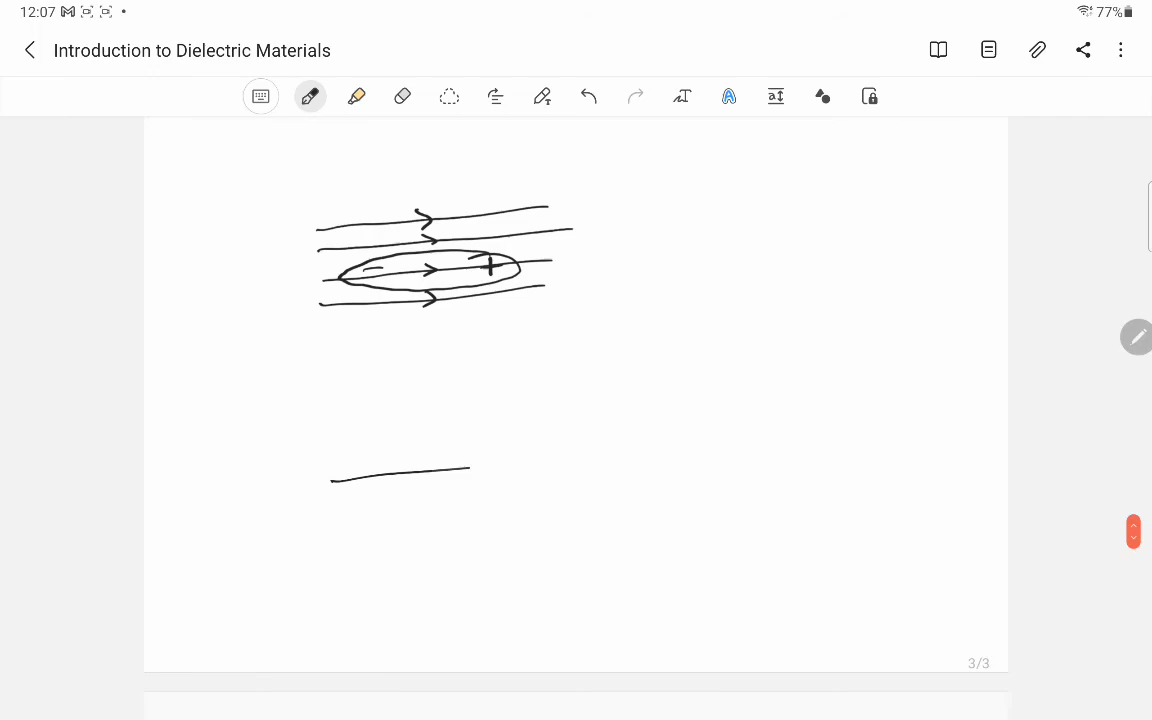 12:07 77%
Introduction to Dielectric Materials
- +
3/3